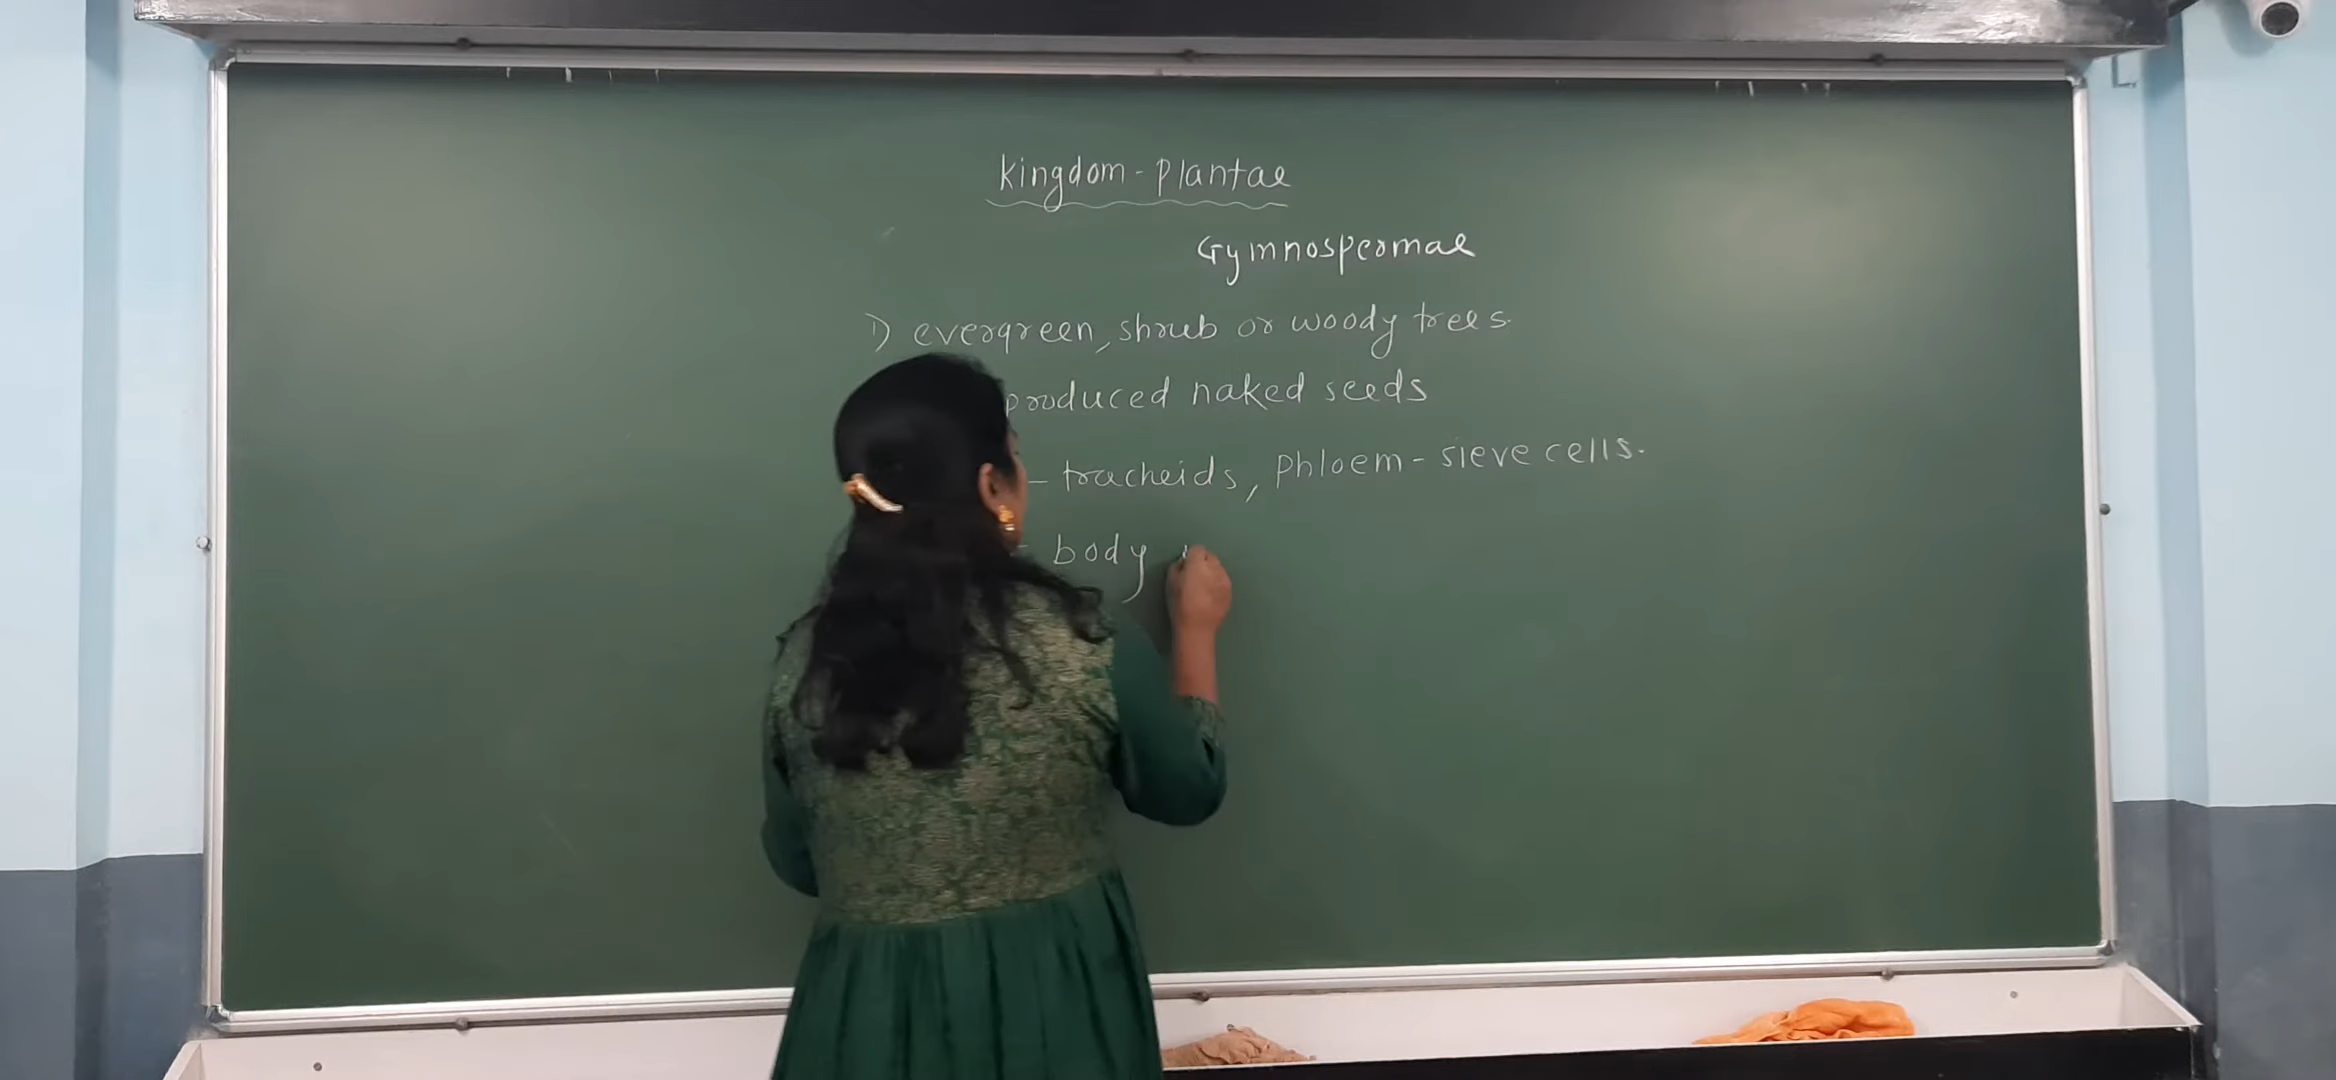 Kingdom - Plantae
Gymnospermae
1) evergreen, shrub or woody trees.
produced naked seeds
- tracheids, Phloem - sieve cells.
- body